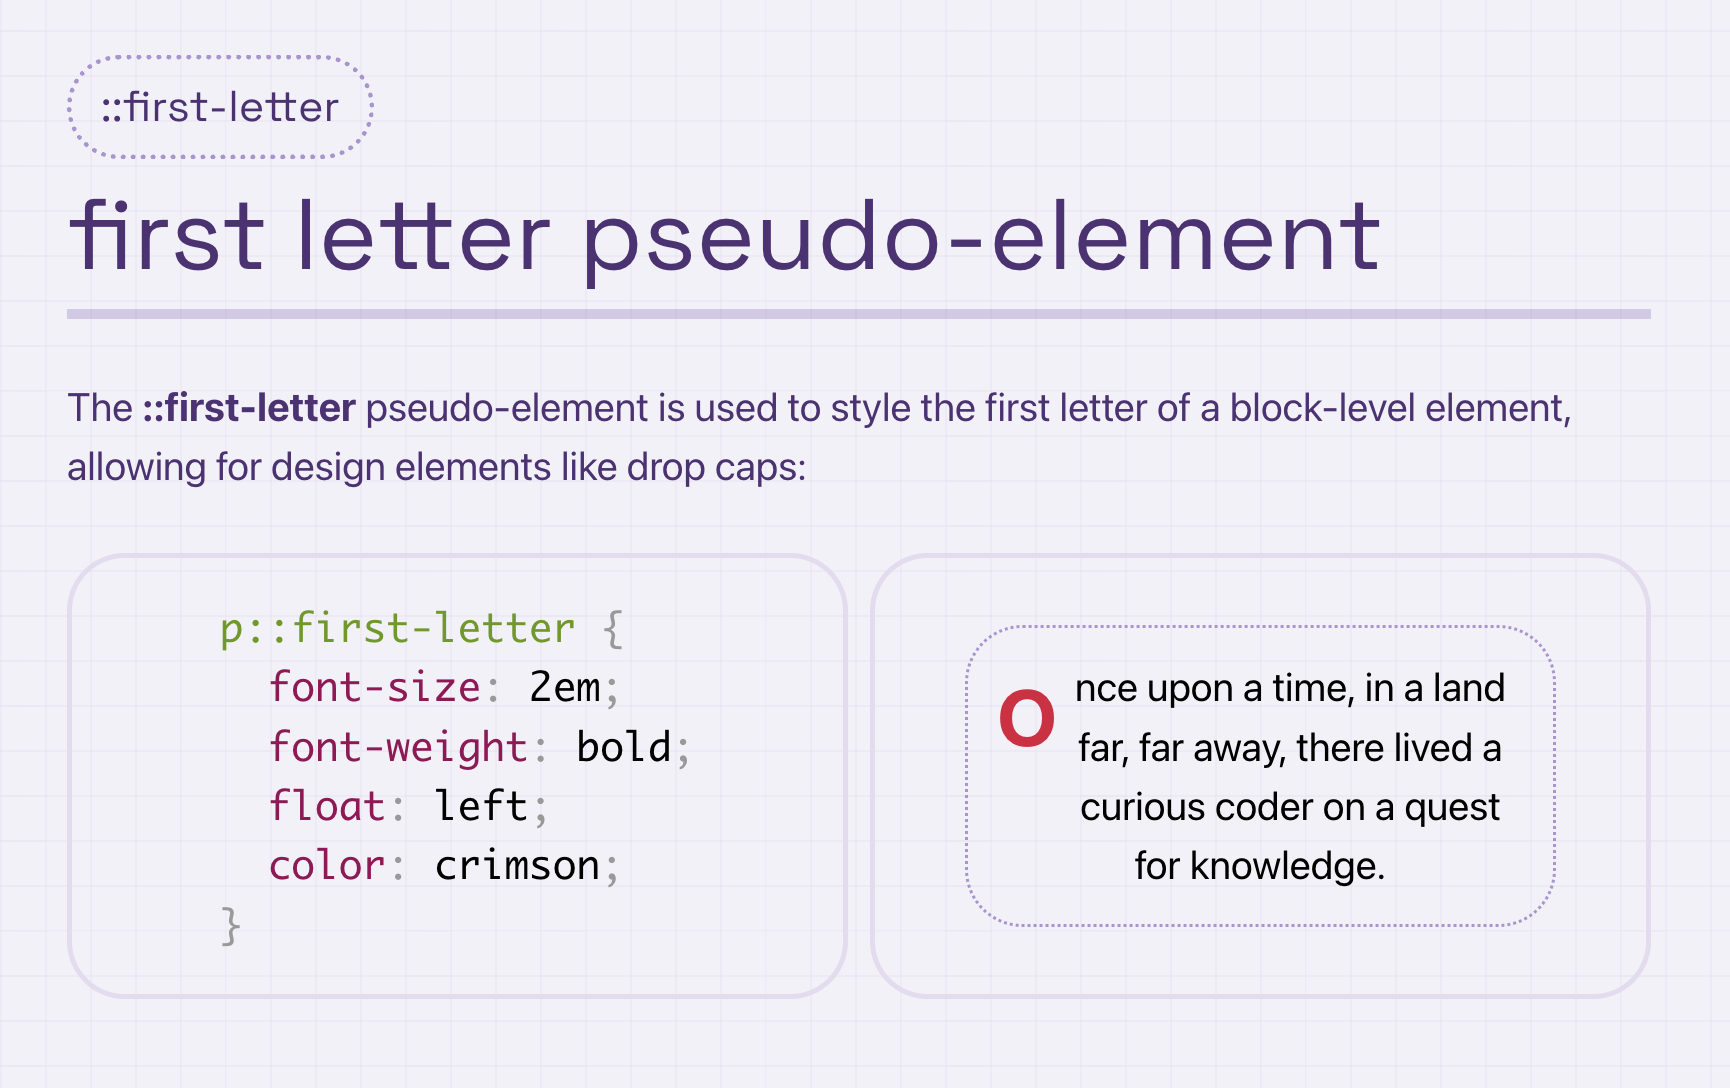 ::first-letter
first letter pseudo-element
The ::first-letter pseudo-element is used to style the first letter of a block-level element,
allowing for design elements like drop caps:
p::first-letter {
  font-size: 2em;
  font-weight: bold;
  float: left;
  color: crimson;
}
Once upon a time, in a land
far, far away, there lived a
curious coder on a quest
for knowledge.